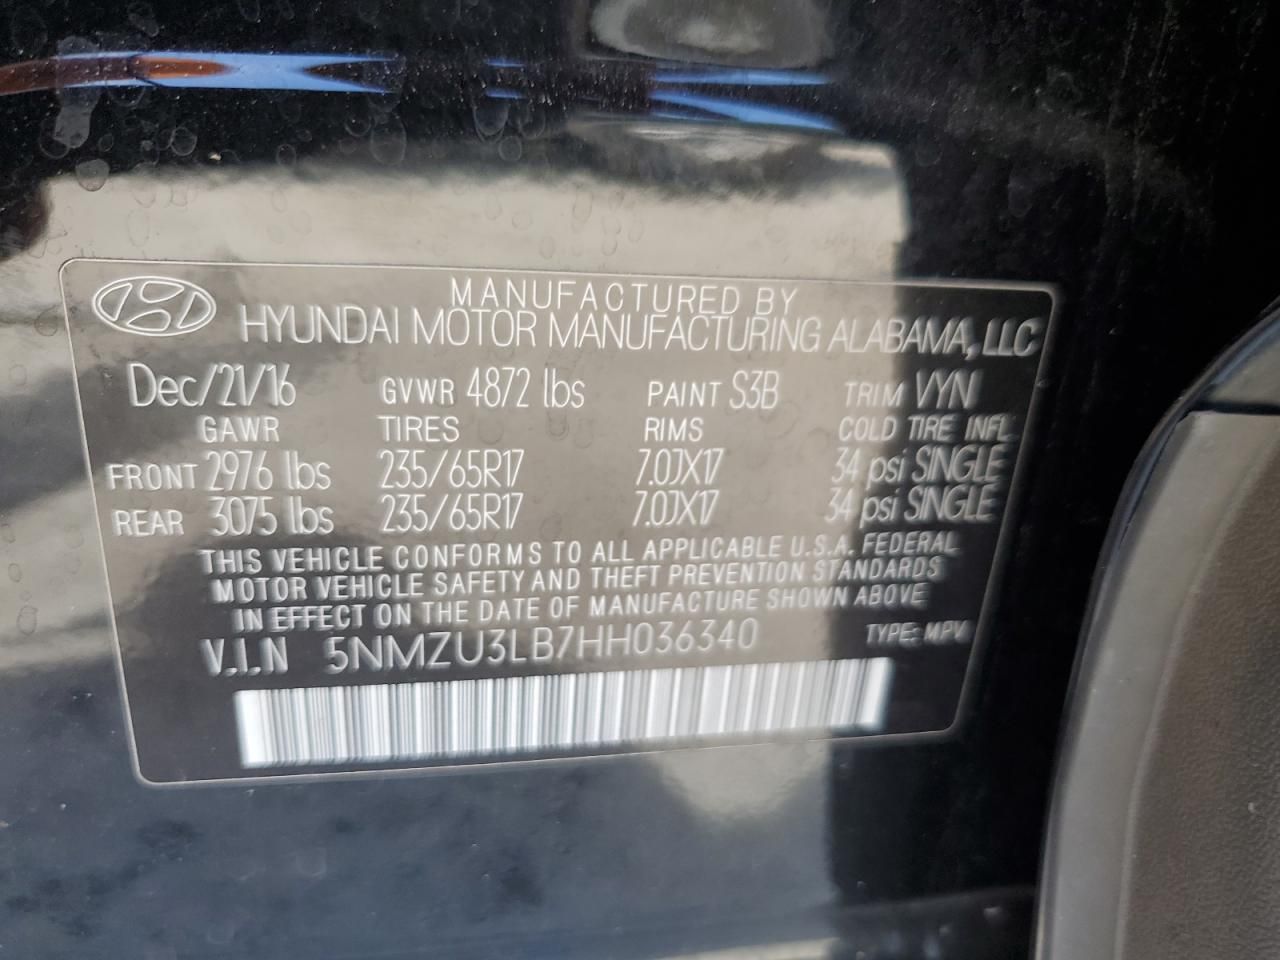 MANUFACTURED BY
HYUNDAI MOTOR MANUFACTURING ALABAMA, LLC
Dec/21/16 GVWR 4872 lbs PAINT S3B TRIM VYN
GAWR TIRES RIMS COLD TIRE INFL
FRONT 2976 lbs 235/65R17 7.0JX17 34 psi SINGLE
REAR 3075 lbs 235/65R17 7.0JX17 34 psi SINGLE
THIS VEHICLE CONFORMS TO ALL APPLICABLE U.S.A. FEDERAL
MOTOR VEHICLE SAFETY AND THEFT PREVENTION STANDARDS
IN EFFECT ON THE DATE OF MANUFACTURE SHOWN ABOVE
V.I.N 5NMZU3LB7HH036340 TYPE: MPV